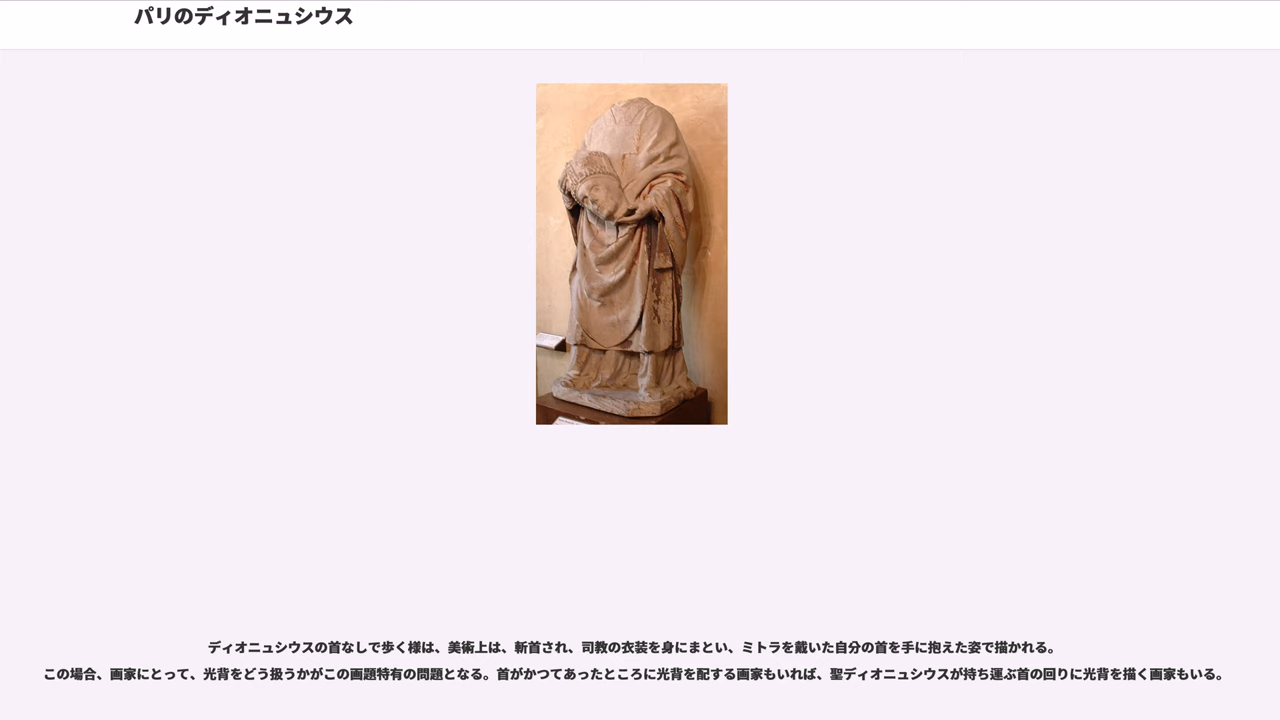 パリのディオニュシウス
ディオニュシウスの首なしで歩く様は、美術上は、斬首され、司教の衣装を身にまとい、ミトラを戴いた自分の首を手に抱えた姿で描かれる。
この場合、画家にとって、光背をどう扱うかがこの画題特有の問題となる。首がかつてあったところに光背を配する画家もいれば、聖ディオニュシウスが持ち運ぶ首の回りに光背を描く画家もいる。